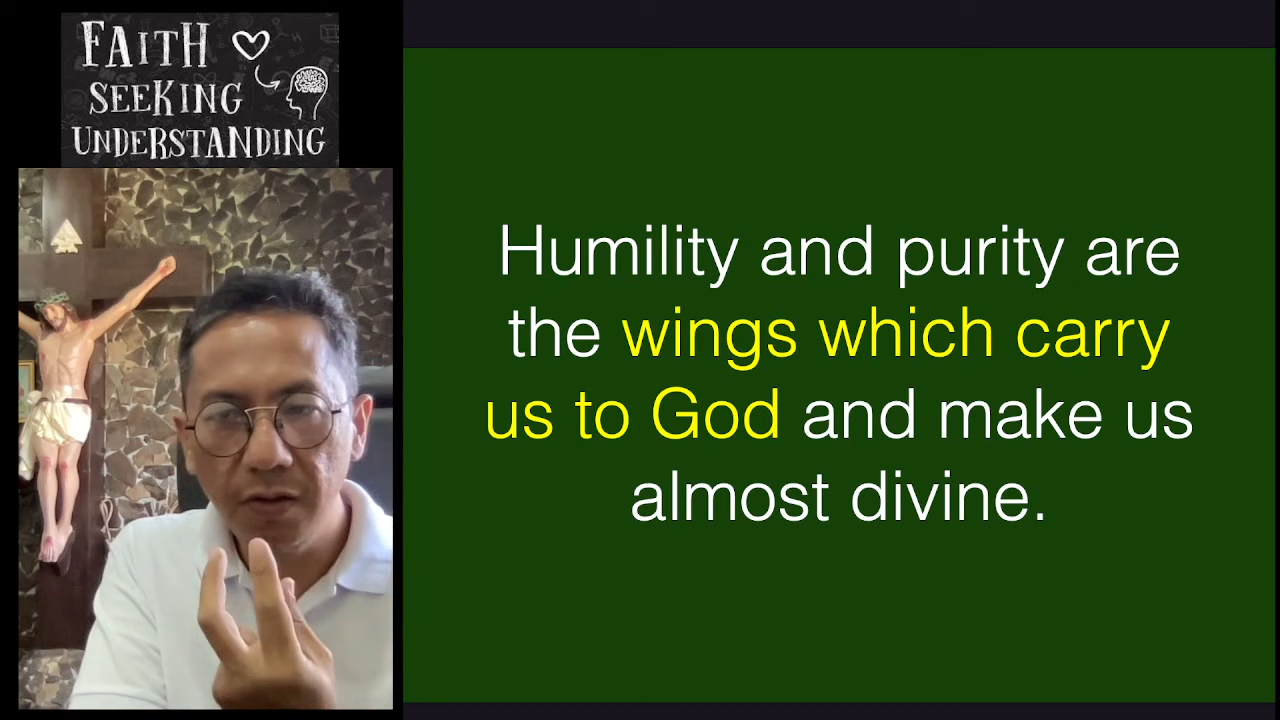 FAITH
SEEKING
UNDERSTANDING
Humility and purity are
the wings which carry
us to God and make us
almost divine.